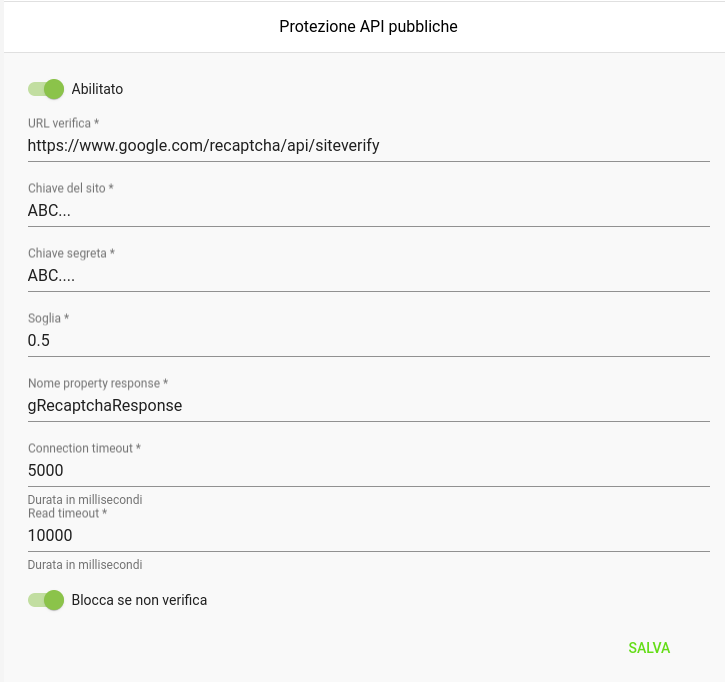 Protezione API pubbliche
Abilitato
URL verifica *
https://www.google.com/recaptcha/api/siteverify
Chiave del sito *
ABC...
Chiave segreta *
ABC....
Soglia *
0.5
Nome property response *
gRecaptchaResponse
Connection timeout *
5000
Durata in millisecondi
Read timeout *
10000
Durata in millisecondi
Blocca se non verifica
SALVA